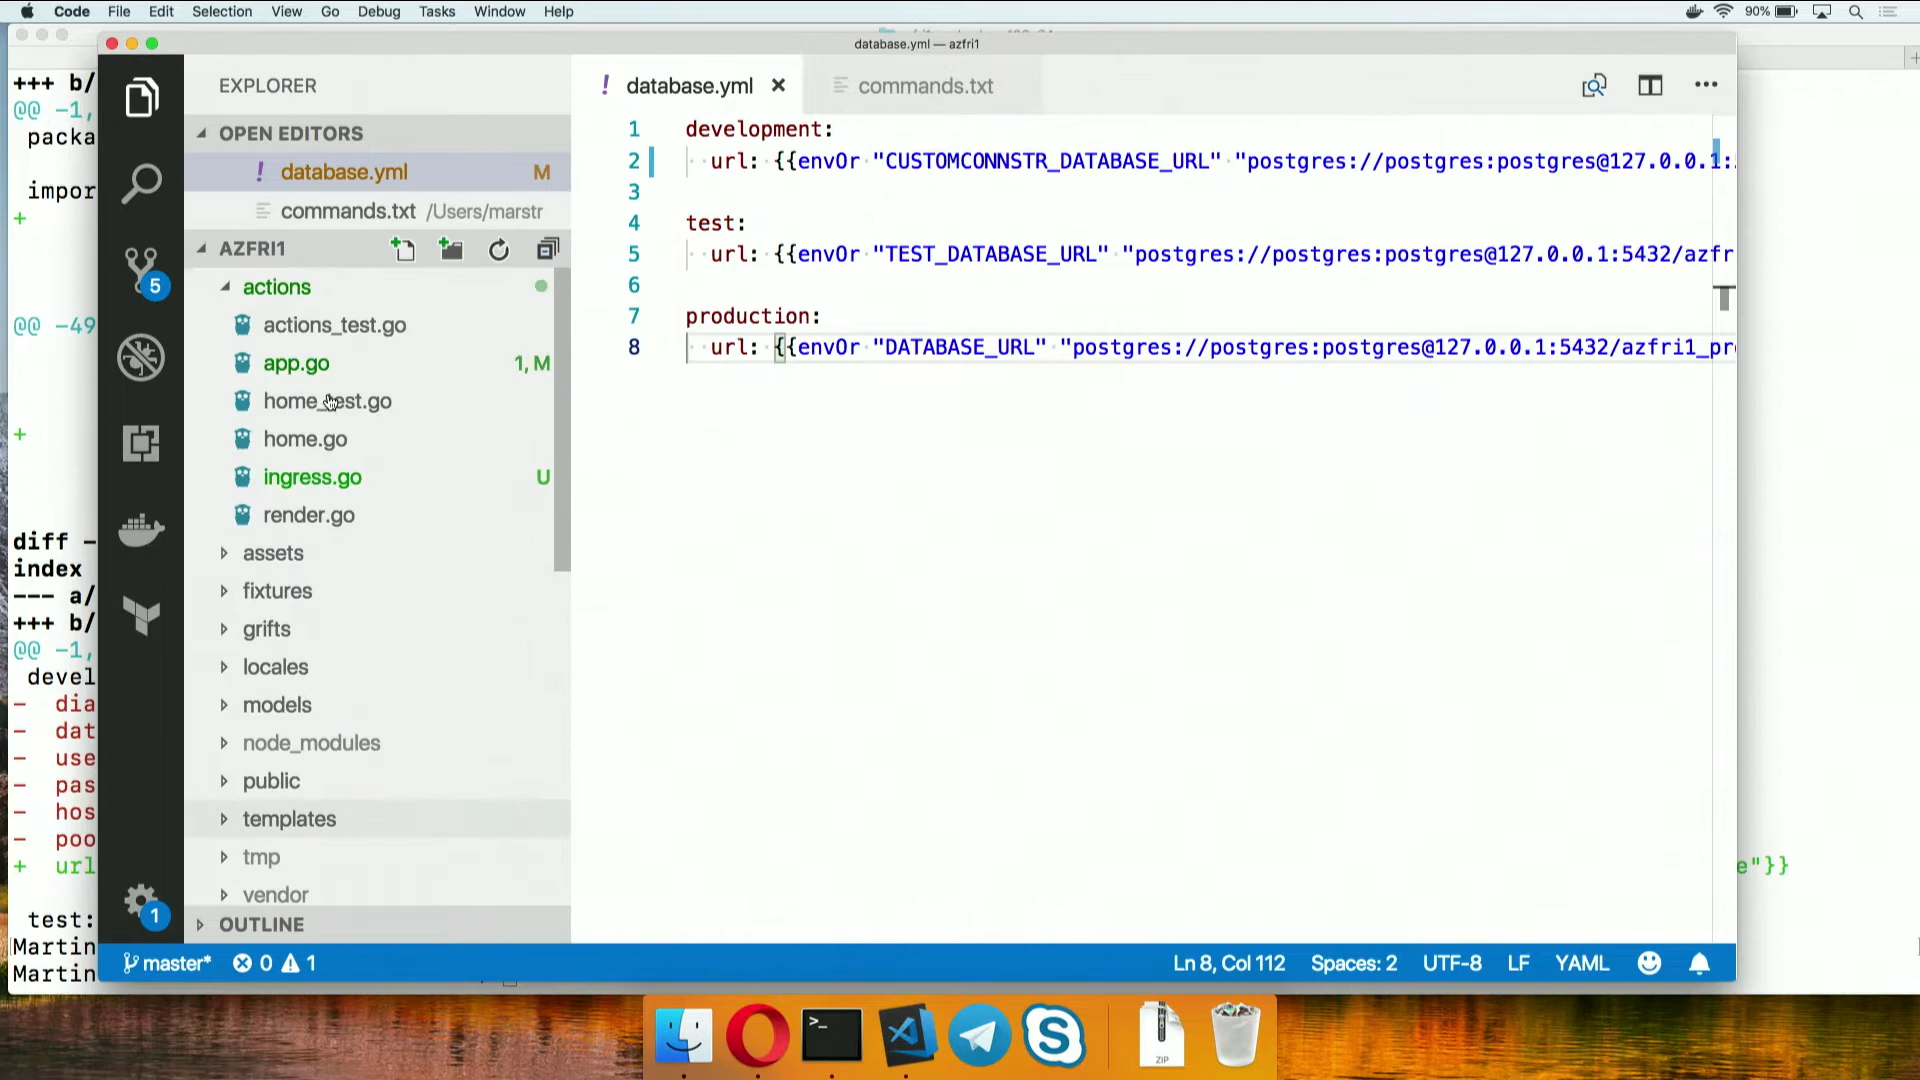 Code File Edit Selection View Go Debug Tasks Window Help
90%
database.yml — azfri1
+++ b/
@@ -1,
packa
impor
+
@@ -49
+
diff -
index
--- a/
+++ b/
@@ -1,
devel
- dia
- dat
- use
- pas
- hos
- poo
+ url
test:
Martin
Martin
EXPLORER
OPEN EDITORS
! database.yml M
commands.txt /Users/marstr
AZFRI1
actions
actions_test.go
app.go 1, M
home_test.go
home.go
ingress.go U
render.go
assets
fixtures
grifts
locales
models
node_modules
public
templates
tmp
vendor
OUTLINE
5
1
! database.yml ×
commands.txt
1 development:
2 url: {{envOr "CUSTOMCONNSTR_DATABASE_URL" "postgres://postgres:postgres@127.0.0.1:
3
4 test:
5 url: {{envOr "TEST_DATABASE_URL" "postgres://postgres:postgres@127.0.0.1:5432/azfr
6
7 production:
8 url: {{envOr "DATABASE_URL" "postgres://postgres:postgres@127.0.0.1:5432/azfri1_pr
e"}}
master* 0 1
Ln 8, Col 112 Spaces: 2 UTF-8 LF YAML
>_
ZIP